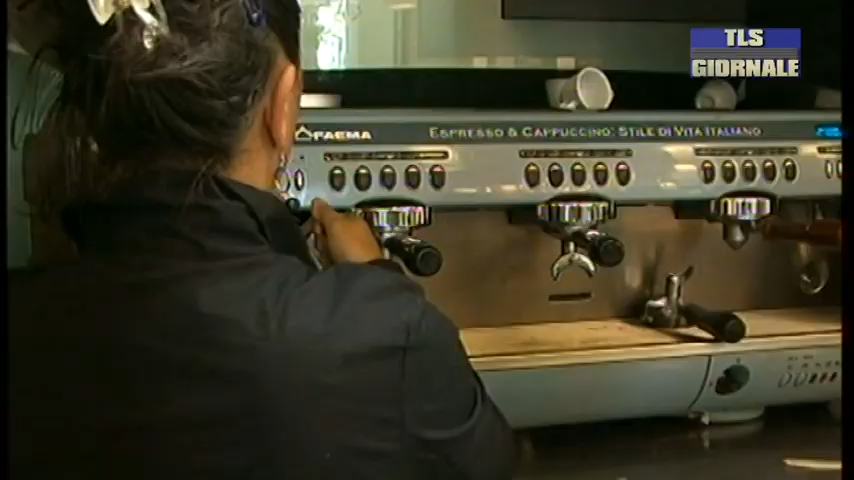 TLS
GIORNALE
FAEMA
ESPRESSO & CAPPUCCINO: STILE DI VITA ITALIANO